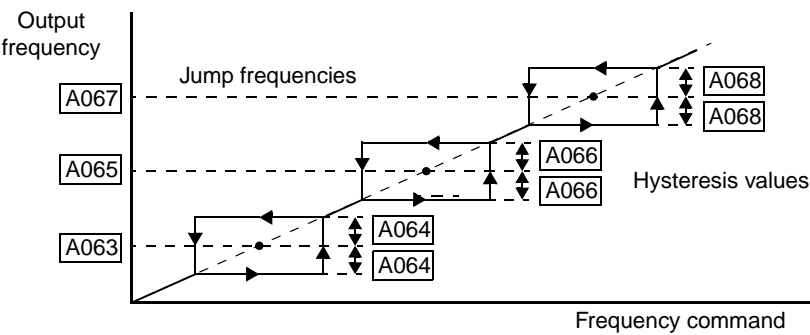 Output
frequency
Jump frequencies
A067
A068
A068
A065
A066
A066
Hysteresis values
A063
A064
A064
Frequency command